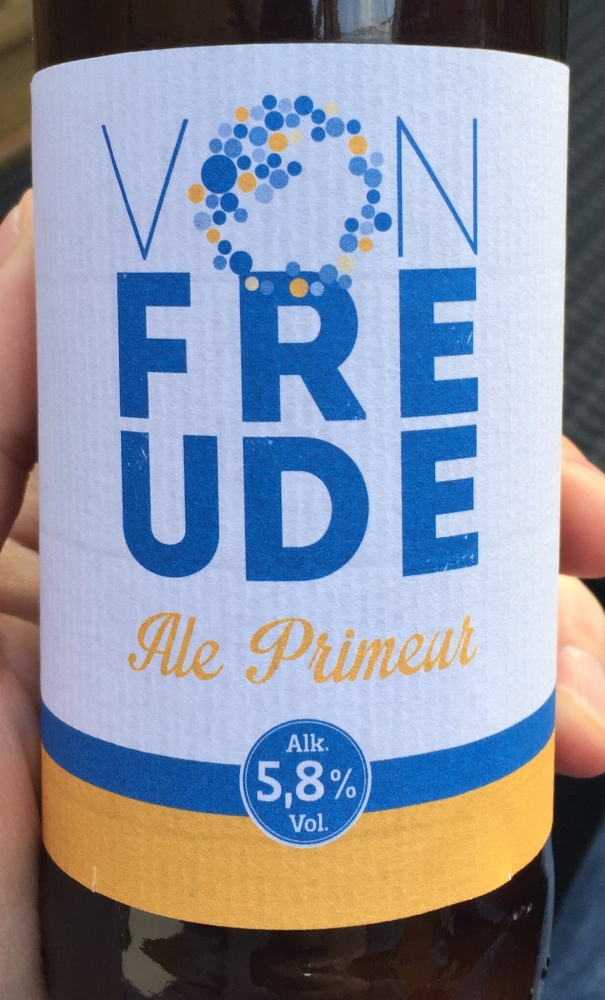 VON
FRE
UDE
Ale Primeur
Alk.
5,8%
Vol.